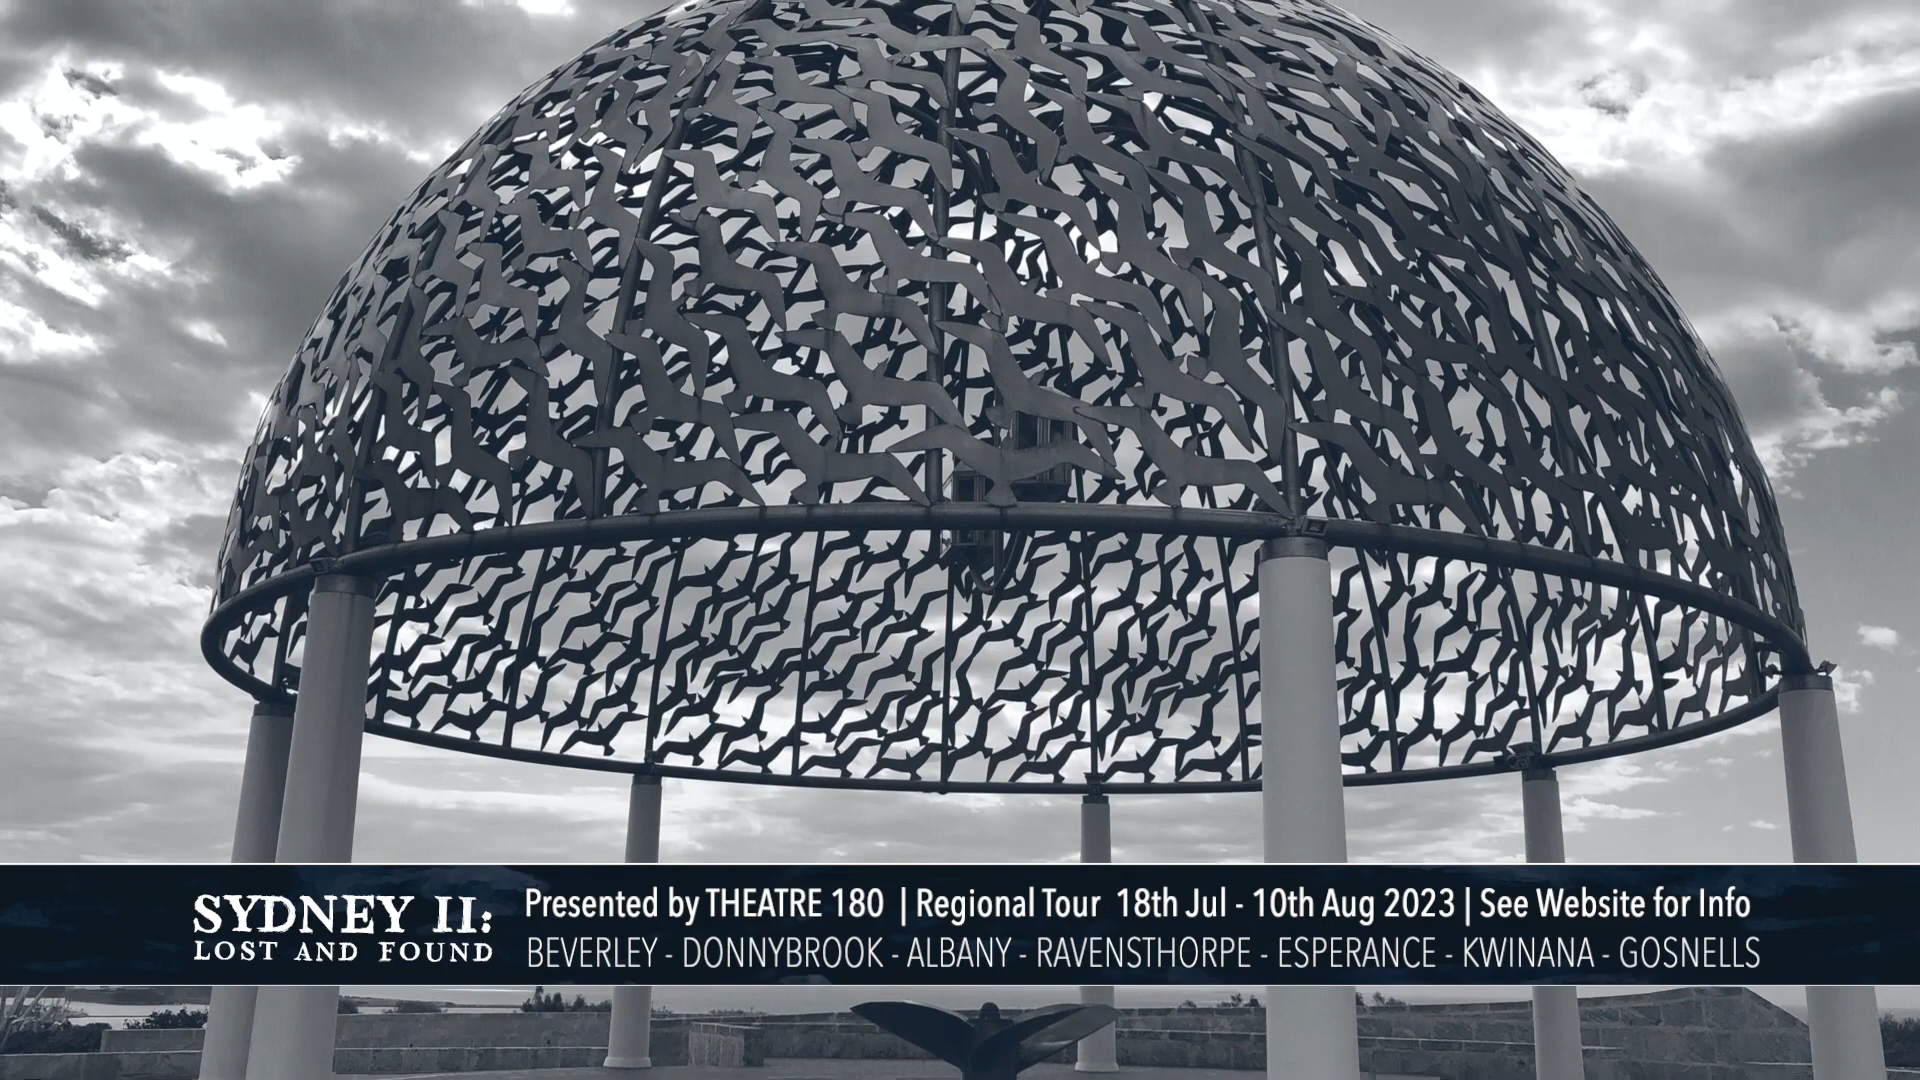 SYDNEY II:
LOST AND FOUND
Presented by THEATRE 180 | Regional Tour 18th Jul - 10th Aug 2023 | See Website for Info
BEVERLEY - DONNYBROOK - ALBANY - RAVENSTHORPE - ESPERANCE - KWINANA - GOSNELLS